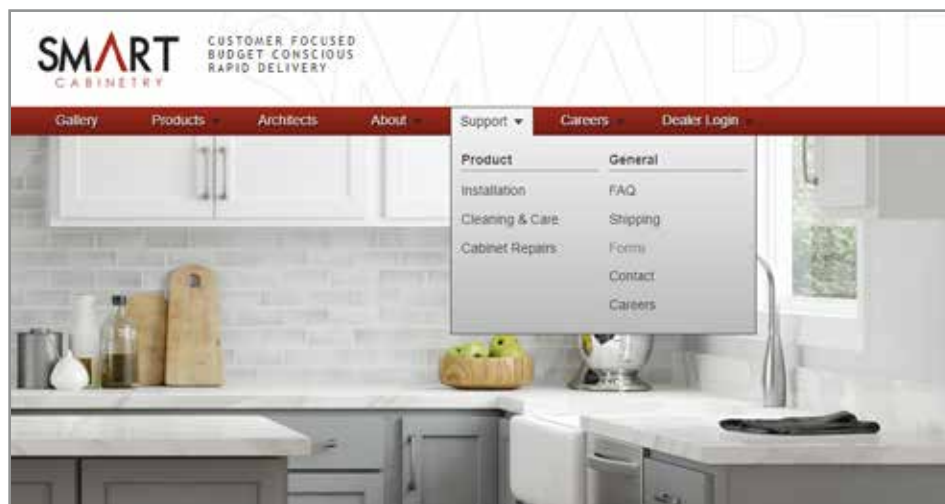 SMART
CABINETRY
CUSTOMER FOCUSED
BUDGET CONSCIOUS
RAPID DELIVERY
SMART
Gallery Products Architects About Support Careers Dealer Login
Product General
Installation FAQ
Cleaning & Care Shipping
Cabinet Repairs Forms
Contact
Careers